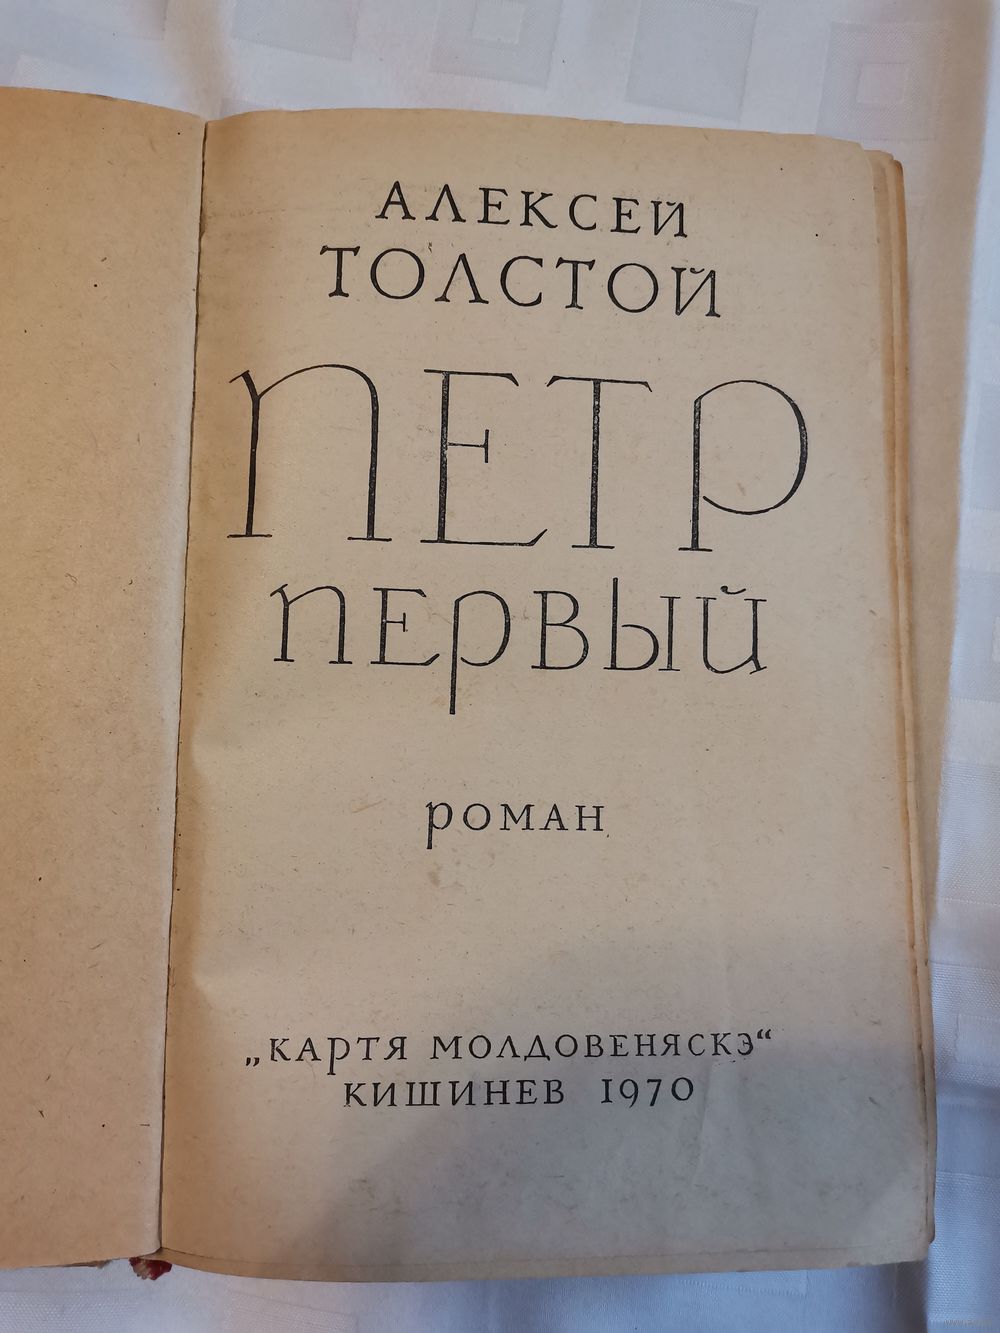 АЛЕКСЕЙ
ТОЛСТОЙ
ПЕТР
ПЕРВЫЙ
РОМАН
„КАРТЯ МОЛДОВЕНЯСКЭ“
КИШИНЕВ 1970